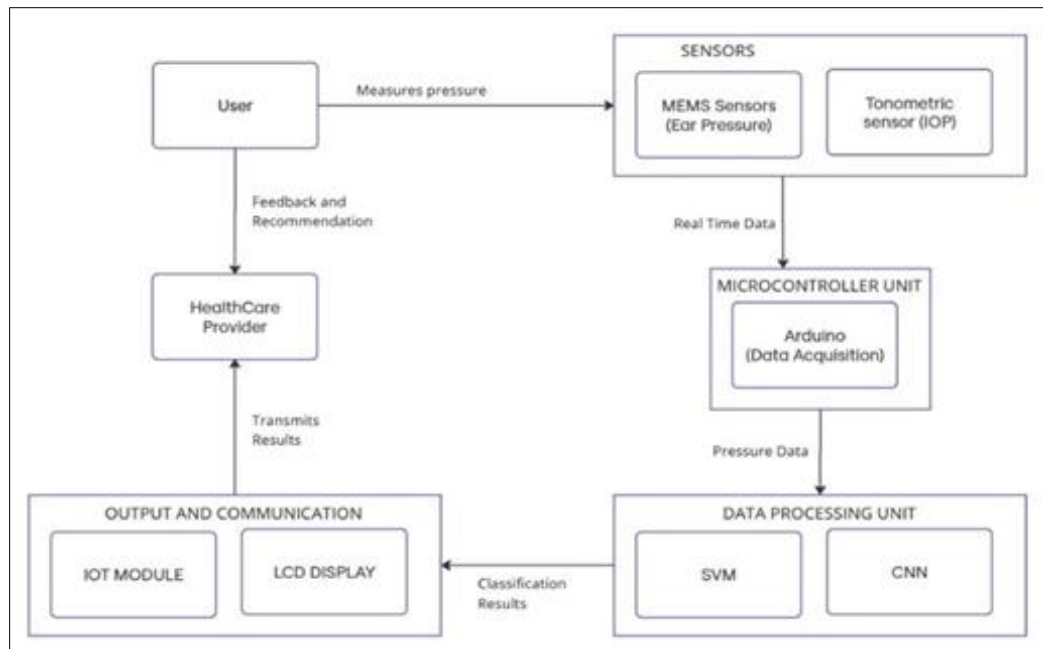 SENSORS
User
Measures pressure
MEMS Sensors
(Ear Pressure)
Tonometric
sensor (IOP)
Feedback and
Recommendation
Real Time Data
HealthCare
Provider
MICROCONTROLLER UNIT
Arduino
(Data Acquisition)
Transmits
Results
Pressure Data
OUTPUT AND COMMUNICATION
IOT MODULE
LCD DISPLAY
Classification
Results
DATA PROCESSING UNIT
SVM
CNN